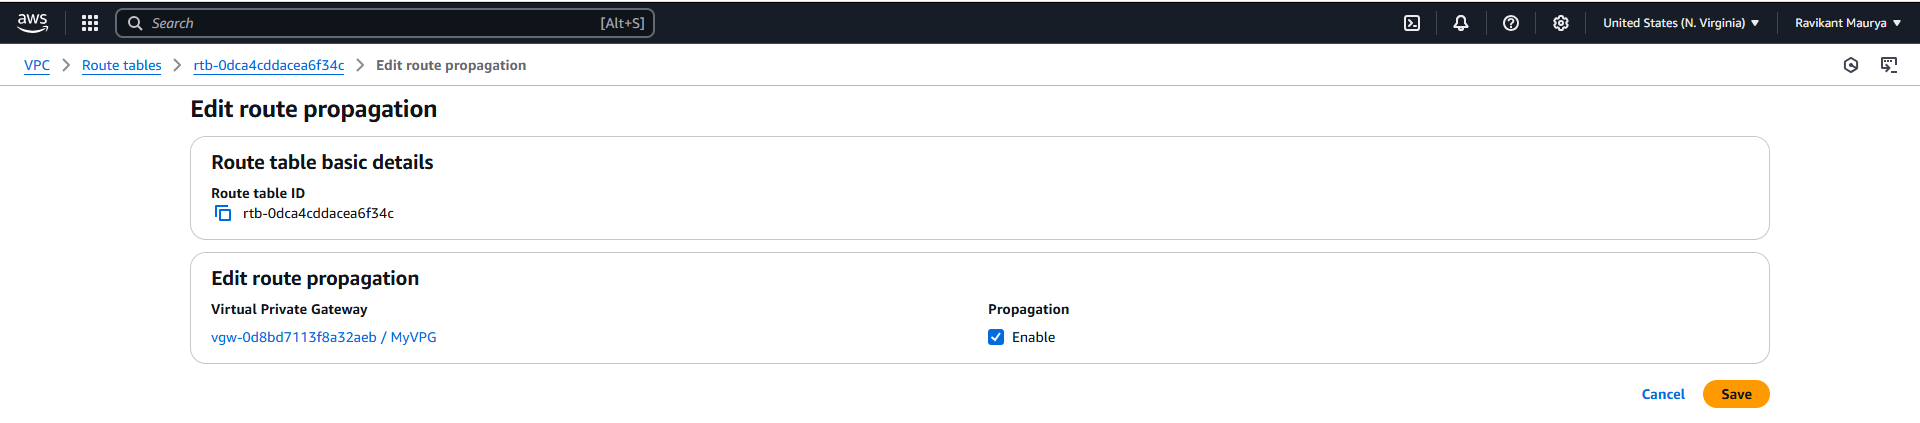 aws Search [Alt+S] United States (N. Virginia) Ravikant Maurya
VPC Route tables rtb-0dca4cddacea6f34c Edit route propagation
Edit route propagation
Route table basic details
Route table ID
rtb-0dca4cddacea6f34c
Edit route propagation
Virtual Private Gateway Propagation
vgw-0d8bd7113f8a32aeb / MyVPG Enable
Cancel Save